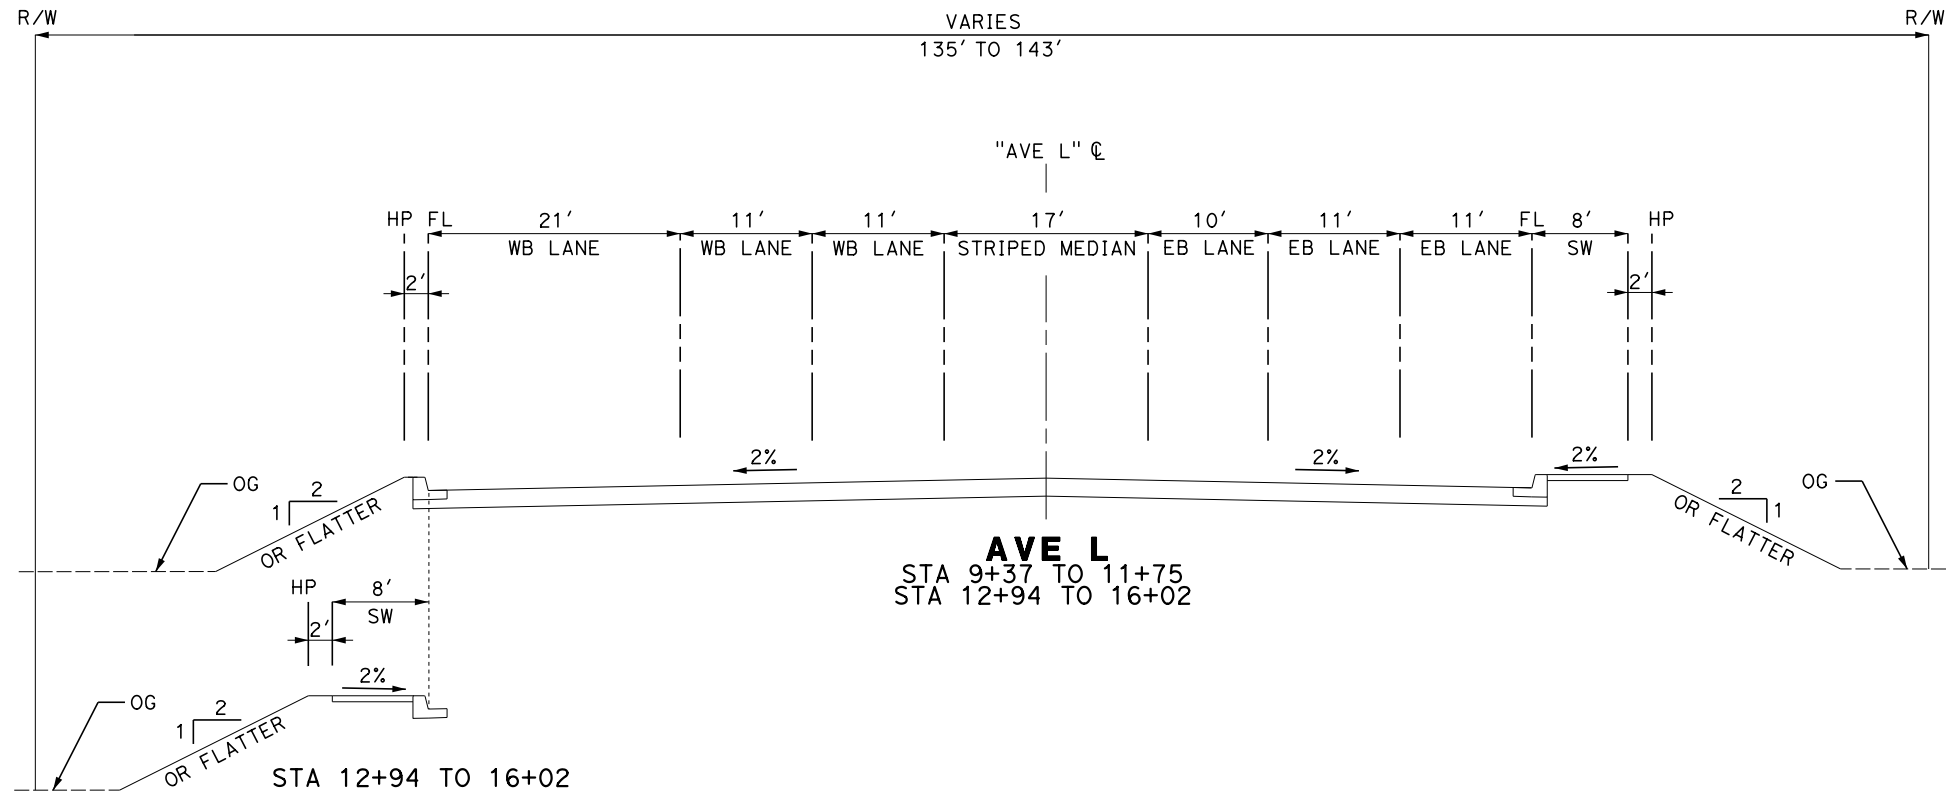 R/W
VARIES
R/W
135' TO 143'
"AVE L" ℄
HP FL 21' 11' 11' 17' 10' 11' 11' FL 8' HP
WB LANE WB LANE WB LANE STRIPED MEDIAN EB LANE EB LANE EB LANE SW
2'
2'
2%
2%
2%
OG
2
1
OR FLATTER
2
1
OR FLATTER
OG
AVE L
STA 9+37 TO 11+75
STA 12+94 TO 16+02
HP
8'
SW
2'
2%
OG
2
1
OR FLATTER
STA 12+94 TO 16+02